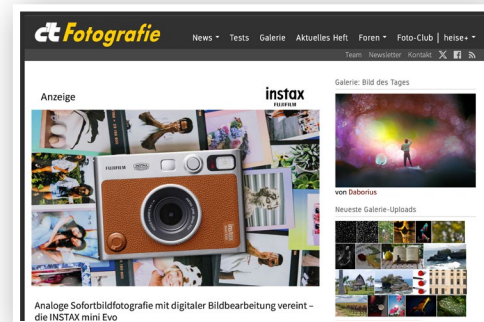 c't Fotografie
News Tests Galerie Aktuelles Heft Foren Foto-Club | heise+
Team Newsletter Kontakt
Anzeige
instax
FUJIFILM
FUJIFILM
Galerie: Bild des Tages
von Daborius
Neueste Galerie-Uploads
Analoge Sofortbildfotografie mit digitaler Bildbearbeitung vereint –
die INSTAX mini Evo